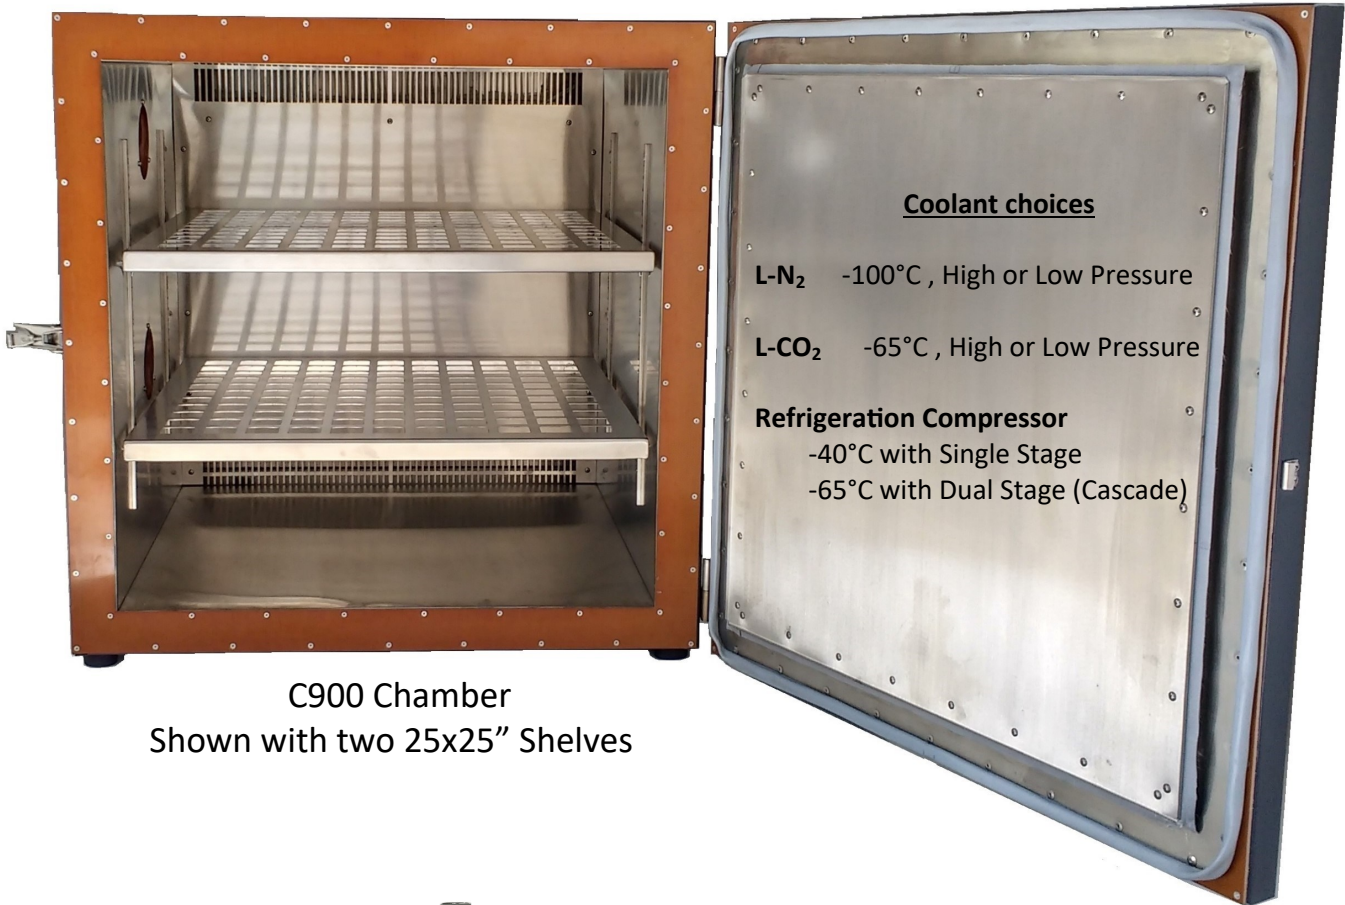 Coolant choices
L-N₂ -100°C , High or Low Pressure
L-CO₂ -65°C , High or Low Pressure
Refrigeration Compressor
-40°C with Single Stage
-65°C with Dual Stage (Cascade)
C900 Chamber
Shown with two 25x25” Shelves